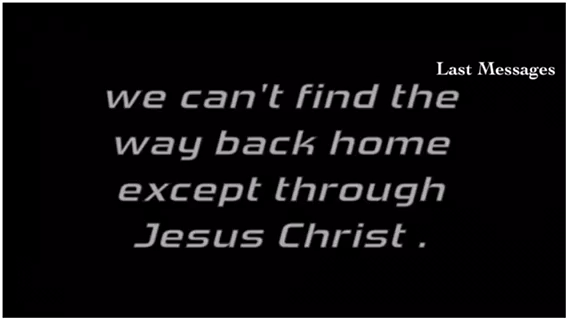 Last Messages
we can't find the
way back home
except through
Jesus Christ .